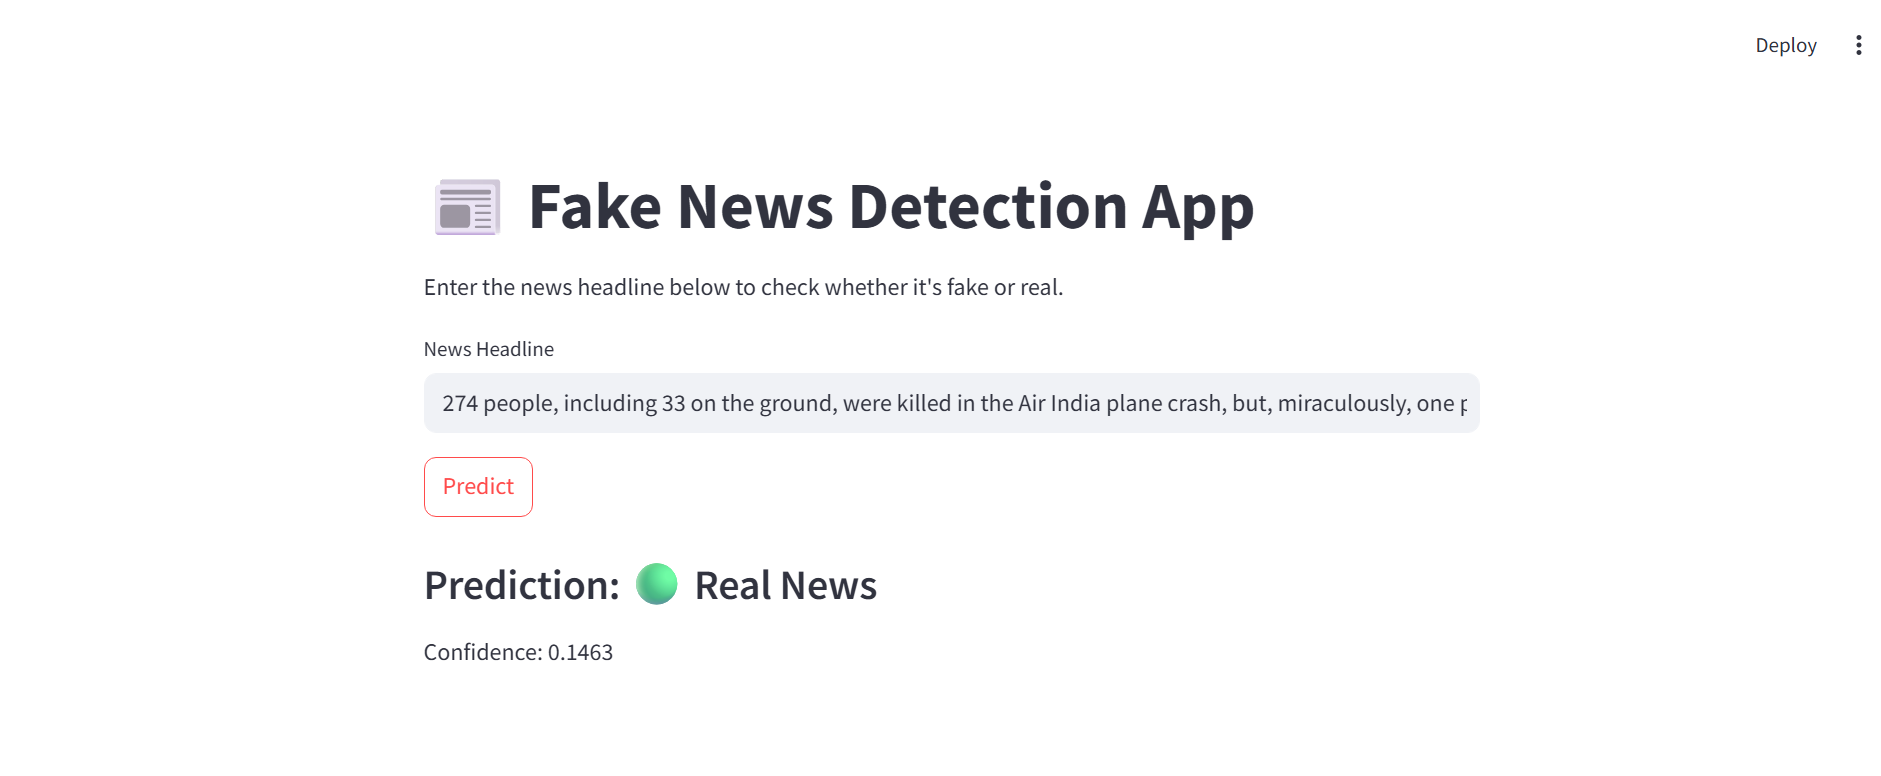 Deploy
Fake News Detection App
Enter the news headline below to check whether it's fake or real.
News Headline
274 people, including 33 on the ground, were killed in the Air India plane crash, but, miraculously, one
Predict
Prediction: Real News
Confidence: 0.1463